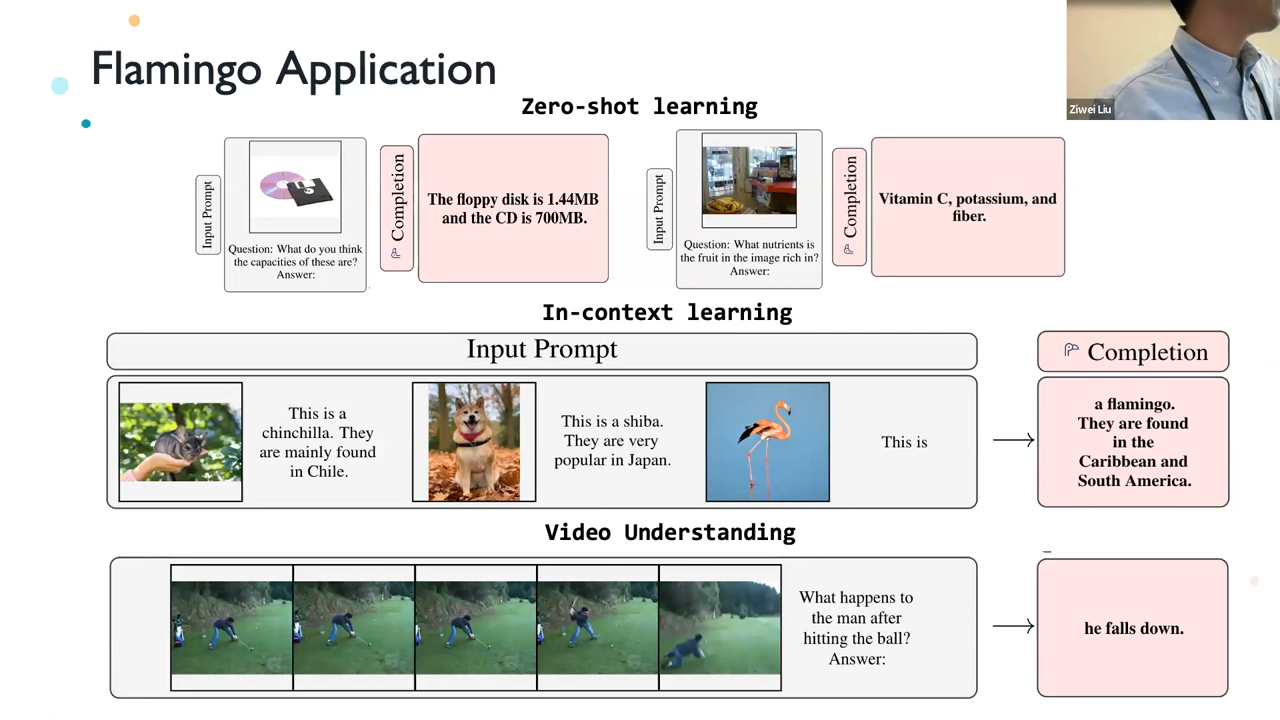 Flamingo Application
Ziwei Liu
Zero-shot learning
Input Prompt
Question: What do you think
the capacities of these are?
Answer:
Completion
The floppy disk is 1.44MB
and the CD is 700MB.
Input Prompt
Question: What nutrients is
the fruit in the image rich in?
Answer:
Completion
Vitamin C, potassium, and
fiber.
In-context learning
Input Prompt
Completion
This is a
chinchilla. They
are mainly found
in Chile.
This is a shiba.
They are very
popular in Japan.
This is
a flamingo.
They are found
in the
Caribbean and
South America.
Video Understanding
What happens to
the man after
hitting the ball?
Answer:
he falls down.